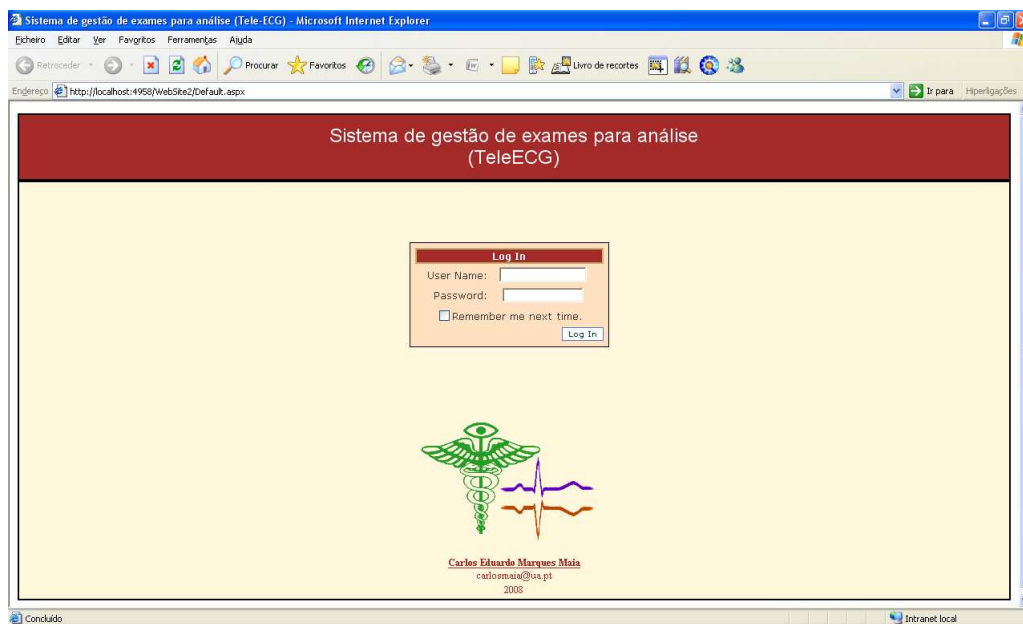 Sistema de gestão de exames para análise (Tele-ECG) - Microsoft Internet Explorer
Ficheiro Editar Ver Favoritos Ferramentas Ajuda
Retroceder Procurar Favoritos Livro de recortes
Endereço http://localhost:4958/WebSite2/Default.aspx Ir para Hiperligações
Sistema de gestão de exames para análise
(TeleECG)
Log In
User Name:
Password:
Remember me next time.
Log In
Carlos Eduardo Marques Maia
carlosmaia@ua.pt
2008
Concluído Intranet local